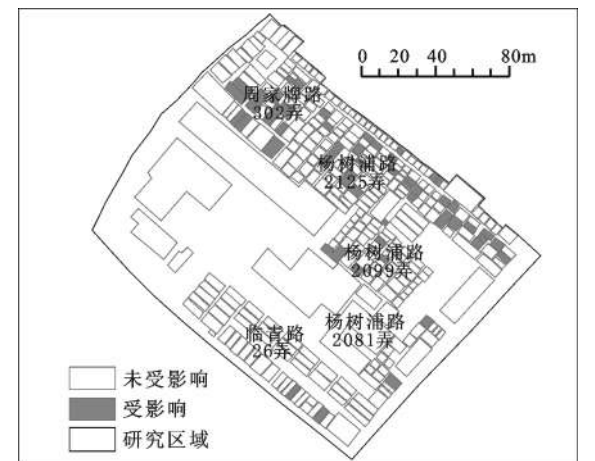 0 20 40 80m
周家牌路
302弄
杨树浦路
2125弄
杨树浦路
2099弄
杨树浦路
2081弄
临青路
26弄
未受影响
受影响
研究区域